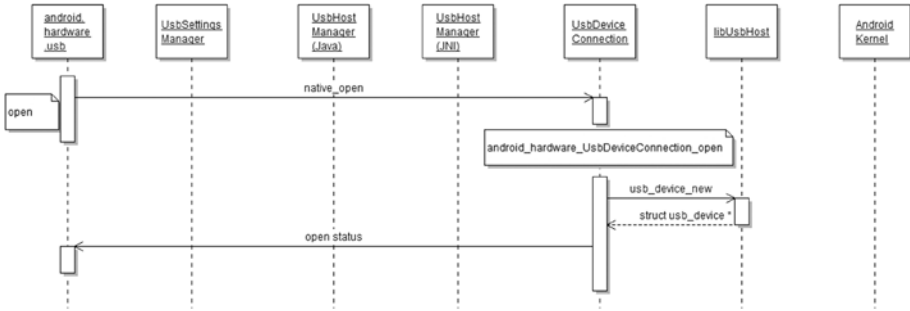 android.
hardware
.usb
UsbSettings
Manager
UsbHost
Manager
(Java)
UsbHost
Manager
(JNI)
UsbDevice
Connection
libUsbHost
Android
Kernel
native_open
open
android_hardware_UsbDeviceConnection_open
usb_device_new
struct usb_device *
open status